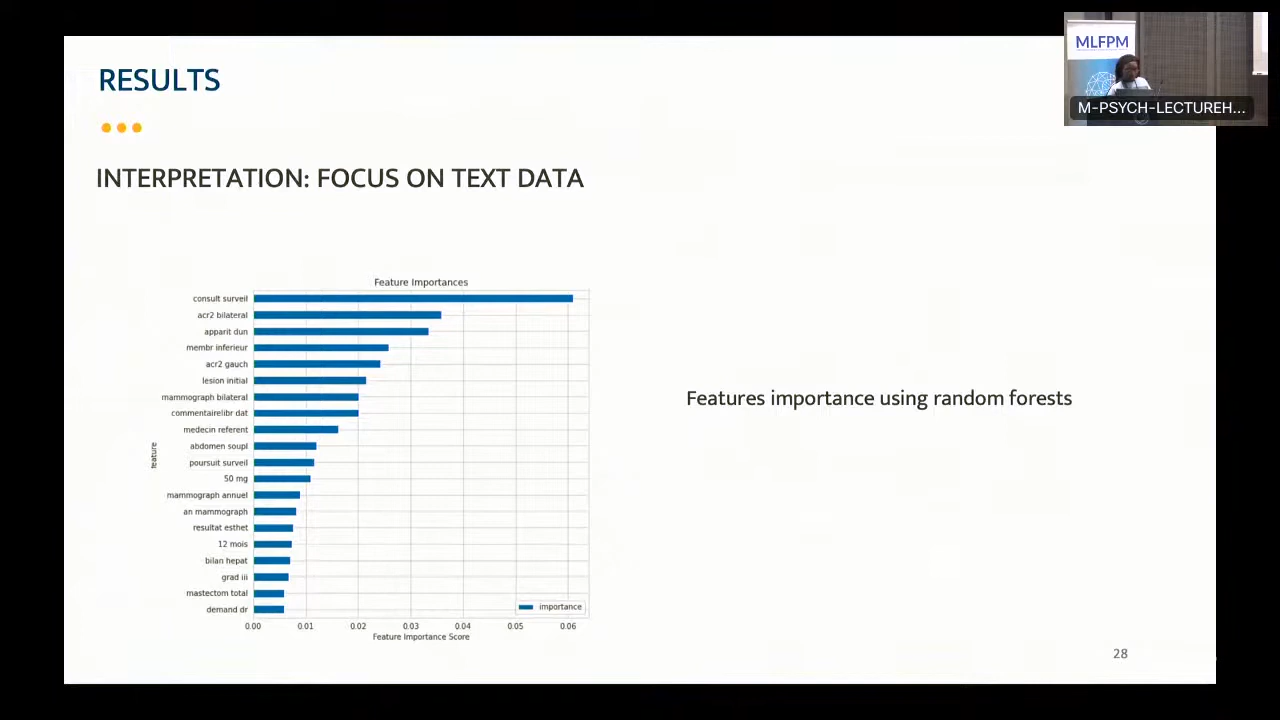 RESULTS
MLFPM
M-PSYCH-LECTUREH...
INTERPRETATION: FOCUS ON TEXT DATA
Feature Importances
consult surveil
acr2 bilateral
apparit dun
membr inferieur
acr2 gauch
lesion initial
mammograph bilateral
commentairelibr dat
medecin referent
abdomen soupl
poursuit surveil
50 mg
mammograph annuel
an mammograph
resultat esthet
12 mois
bilan hepat
grad iii
mastectom total
demand dr
feature
importance
0.00 0.01 0.02 0.03 0.04 0.05 0.06
Feature Importance Score
Features importance using random forests
28